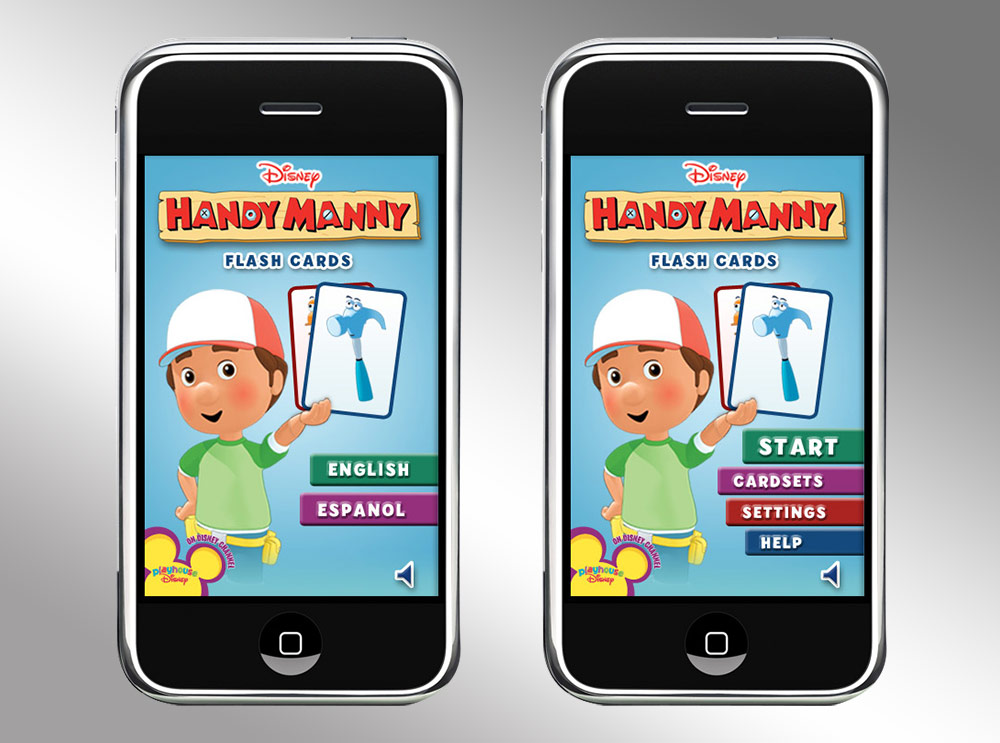 Disney
HANDY MANNY
FLASH CARDS
ENGLISH
ESPANOL
ON DISNEY CHANNEL
playhouse
Disney
Disney
HANDY MANNY
FLASH CARDS
START
CARDSETS
SETTINGS
HELP
ON DISNEY CHANNEL
playhouse
Disney